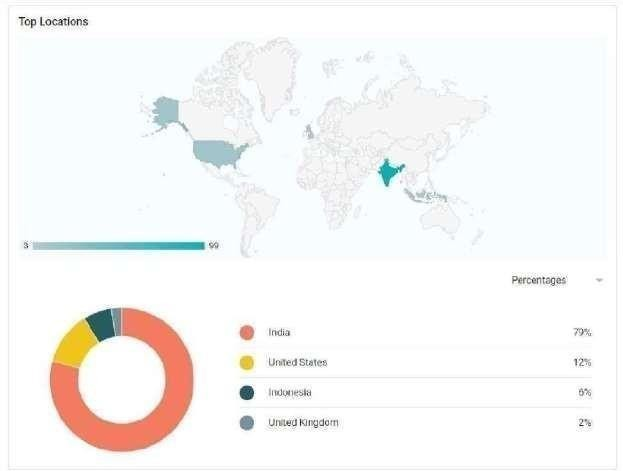 Top Locations
3 99
Percentages
India 79%
United States 12%
Indonesia 6%
United Kingdom 2%